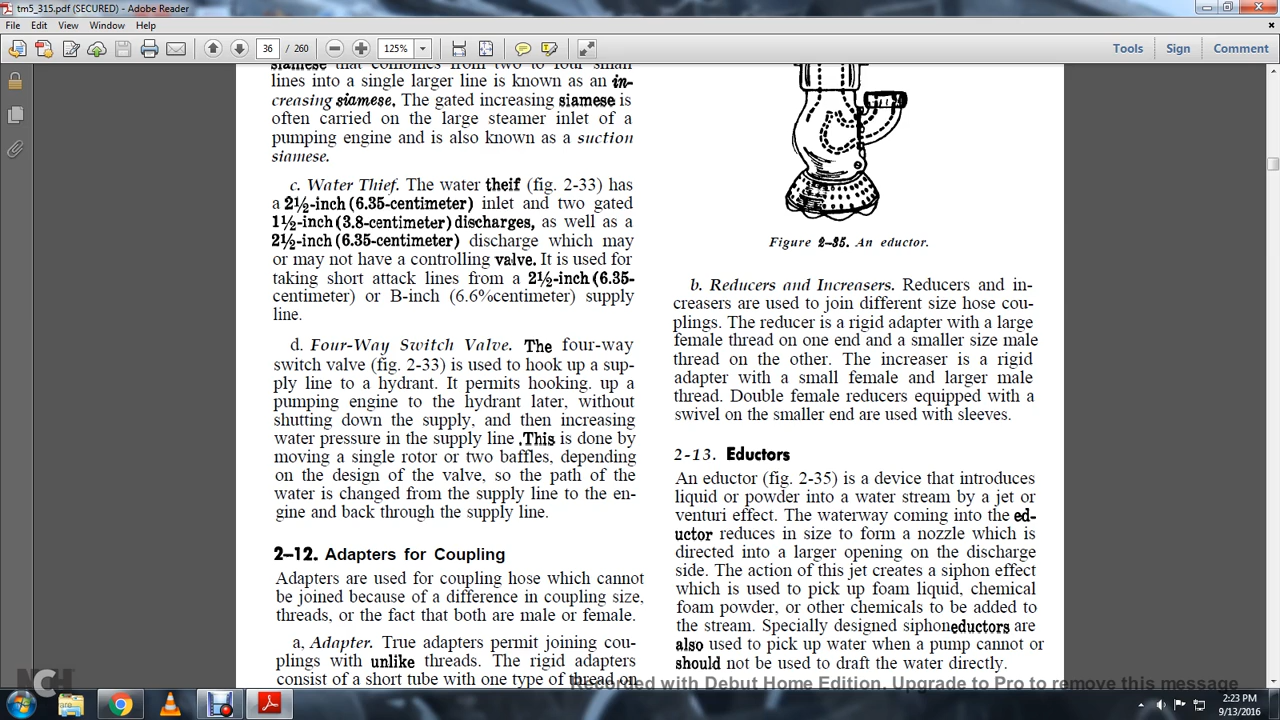 tm5_315.pdf (SECURED) - Adobe Reader
File Edit View Window Help
36 / 260 125% Tools Sign Comment
siamese that combines from two to four small
lines into a single larger line is known as an in-
creasing siamese. The gated increasing siamese is
often carried on the large steamer inlet of a
pumping engine and is also known as a suction
siamese.
c. Water Thief. The water theif (fig. 2-33) has
a 2½-inch (6.35-centimeter) inlet and two gated
1½-inch (3.8-centimeter) discharges, as well as a
2½-inch (6.35-centimeter) discharge which may
or may not have a controlling valve. It is used for
taking short attack lines from a 2½-inch (6.35-
centimeter) or B-inch (6.6%centimeter) supply
line.
d. Four-Way Switch Valve. The four-way
switch valve (fig. 2-33) is used to hook up a sup-
ply line to a hydrant. It permits hooking. up a
pumping engine to the hydrant later, without
shutting down the supply, and then increasing
water pressure in the supply line .This is done by
moving a single rotor or two baffles, depending
on the design of the valve, so the path of the
water is changed from the supply line to the en-
gine and back through the supply line.
2-12. Adapters for Coupling
Adapters are used for coupling hose which cannot
be joined because of a difference in coupling size,
threads, or the fact that both are male or female.
a, Adapter. True adapters permit joining cou-
plings with unlike threads. The rigid adapters
consist of a short tube with one type of thread on
Figure 2-35. An eductor.
b. Reducers and Increasers. Reducers and in-
creasers are used to join different size hose cou-
plings. The reducer is a rigid adapter with a large
female thread on one end and a smaller size male
thread on the other. The increaser is a rigid
adapter with a small female and larger male
thread. Double female reducers equipped with a
swivel on the smaller end are used with sleeves.
2-13. Eductors
An eductor (fig. 2-35) is a device that introduces
liquid or powder into a water stream by a jet or
venturi effect. The waterway coming into the ed-
uctor reduces in size to form a nozzle which is
directed into a larger opening on the discharge
side. The action of this jet creates a siphon effect
which is used to pick up foam liquid, chemical
foam powder, or other chemicals to be added to
the stream. Specially designed siphoneductors are
also used to pick up water when a pump cannot or
should not be used to draft the water directly.
NCH
Recorded with Debut Home Edition. Upgrade to Pro to remove this message
2:23 PM
9/13/2016